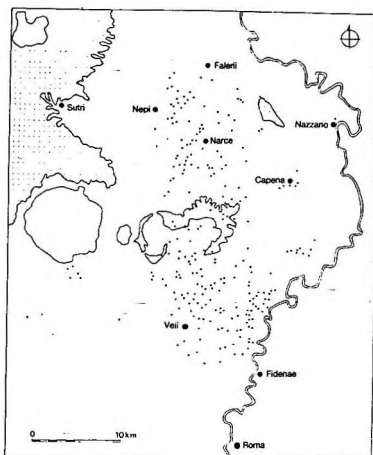 Falerii
Sutri
Nepi
Nazzano
Narce
Capena
Veii
Fidenae
0 10 km
Roma